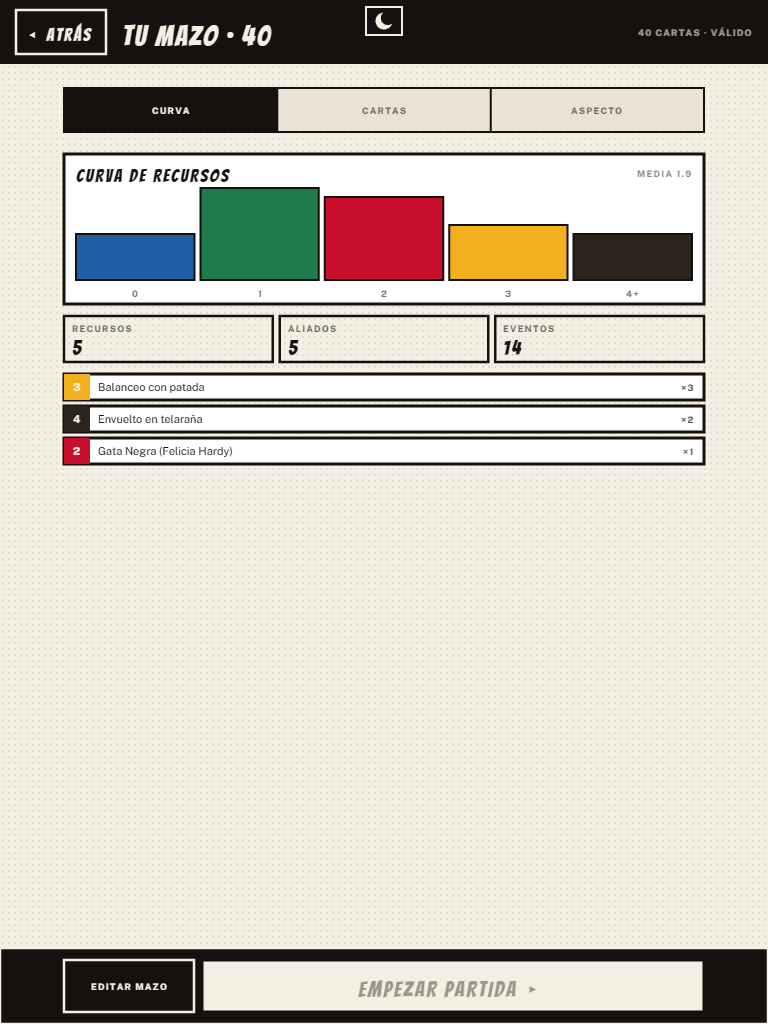 ◂ ATRÁS
TU MAZO • 40
40 CARTAS · VÁLIDO
CURVA
CARTAS
ASPECTO
CURVA DE RECURSOS
MEDIA 1.9
0
1
2
3
4+
RECURSOS
5
ALIADOS
5
EVENTOS
14
3 Balanceo con patada ×3
4 Envuelto en telaraña ×2
2 Gata Negra (Felicia Hardy) ×1
EDITAR MAZO
EMPEZAR PARTIDA ▸